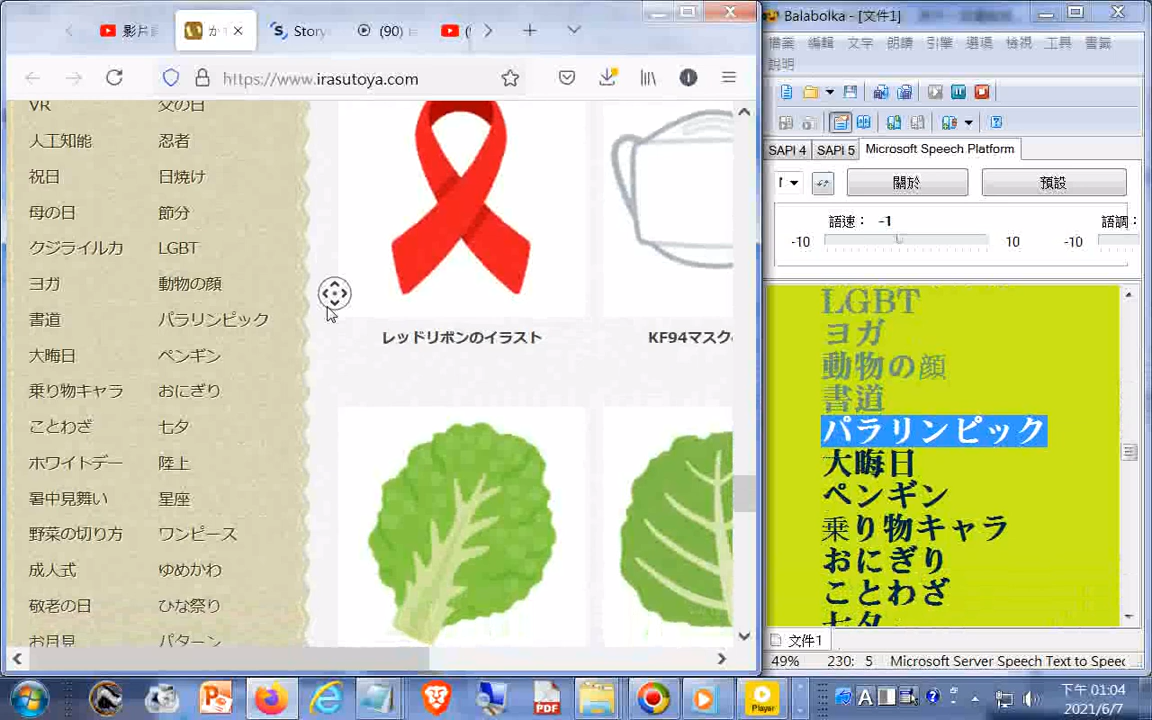 影片
か
Story
(90)
https://www.irasutoya.com
VR 父の日
人工知能 忍者
祝日 日焼け
母の日 節分
クジライルカ LGBT
ヨガ 動物の顔
書道 パラリンピック
大晦日 ペンギン
乗り物キャラ おにぎり
ことわざ 七夕
ホワイトデー 陸上
暑中見舞い 星座
野菜の切り方 ワンピース
成人式 ゆめかわ
敬老の日 ひな祭り
お月見 パターン
レッドリボンのイラスト
KF94マスク
Balabolka - [文件1]
檔案 編輯 文字 朗讀 引擎 選項 檢視 工具 書籤
說明
SAPI 4 SAPI 5 Microsoft Speech Platform
關於 預設
語速： -1 語調：
-10 10 -10
LGBT
ヨガ
動物の顔
書道
パラリンピック
大晦日
ペンギン
乗り物キャラ
おにぎり
ことわざ
七夕
文件1
49% 230: 5 Microsoft Server Speech Text to Speec
PDF
Player
下午 01:04
2021/6/7